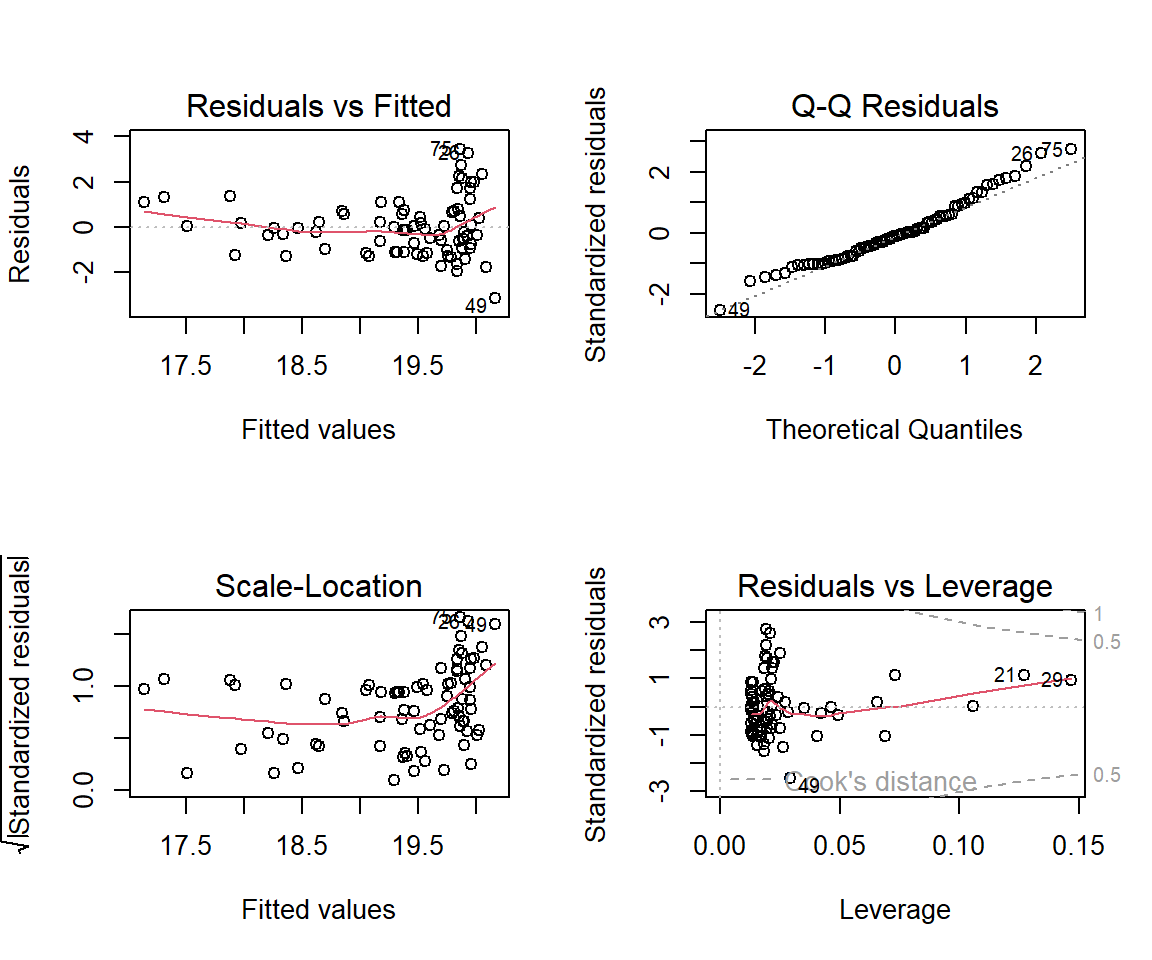 Residuals vs Fitted
Residuals
4
2
0
-2
75
26
49
17.5 18.5 19.5
Fitted values
Q-Q Residuals
Standardized residuals
2
0
-2
26 75
49
-2 -1 0 1 2
Theoretical Quantiles
Scale-Location
√|Standardized residuals|
1.0
0.0
75
26 49
17.5 18.5 19.5
Fitted values
Residuals vs Leverage
Standardized residuals
3
1
-1
-3
1
0.5
0.5
21 29
49
Cook's distance
0.00 0.05 0.10 0.15
Leverage